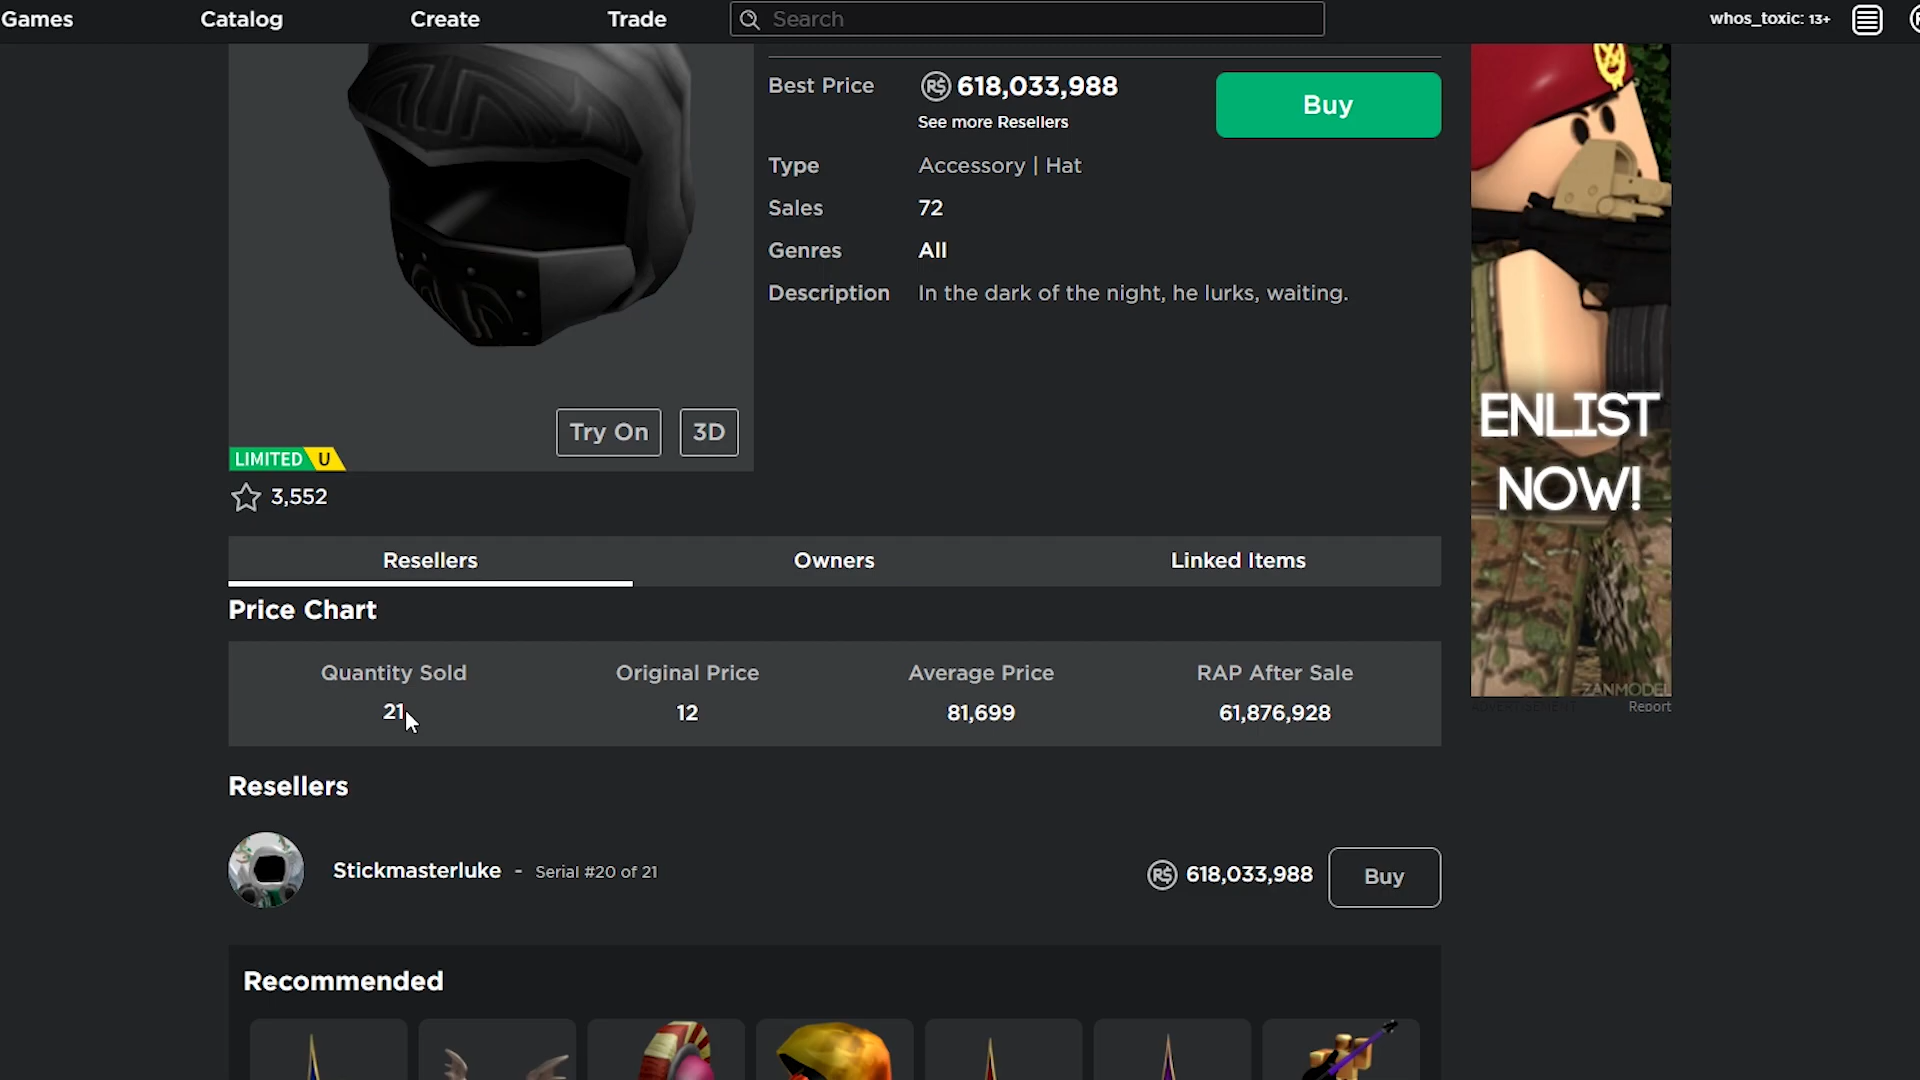 Games
Catalog
Create
Trade
Search
whos_toxic: 13+
Best Price
R$ 618,033,988
See more Resellers
Buy
Type
Accessory | Hat
Sales
72
Genres
All
Description
In the dark of the night, he lurks, waiting.
Try On
3D
LIMITED U
3,552
ENLIST
NOW!
ZANMODEL
ADVERTISEMENT
Report
Resellers
Owners
Linked Items
Price Chart
Quantity Sold
Original Price
Average Price
RAP After Sale
21
12
81,699
61,876,928
Resellers
Stickmasterluke - Serial #20 of 21
R$ 618,033,988
Buy
Recommended